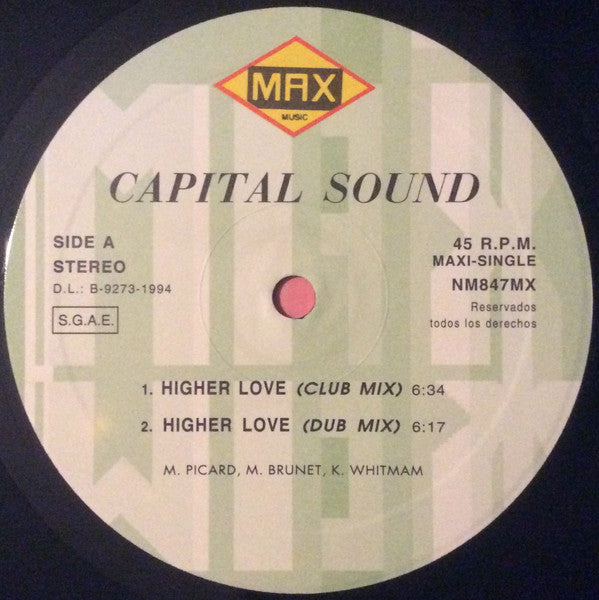 MAX
MUSIC
CAPITAL SOUND
SIDE A
STEREO
D.L.: B-9273-1994
S.G.A.E.
45 R.P.M.
MAXI-SINGLE
NM847MX
Reservados
todos los derechos
1. HIGHER LOVE (CLUB MIX) 6:34
2. HIGHER LOVE (DUB MIX) 6:17
M. PICARD, M. BRUNET, K. WHITMAM